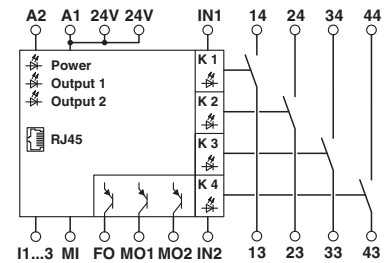 A2 A1 24V 24V IN1 14 24 34 44
Power
Output 1
Output 2
RJ45
K 1
K 2
K 3
K 4
I1...3 MI FO MO1 MO2 IN2 13 23 33 43